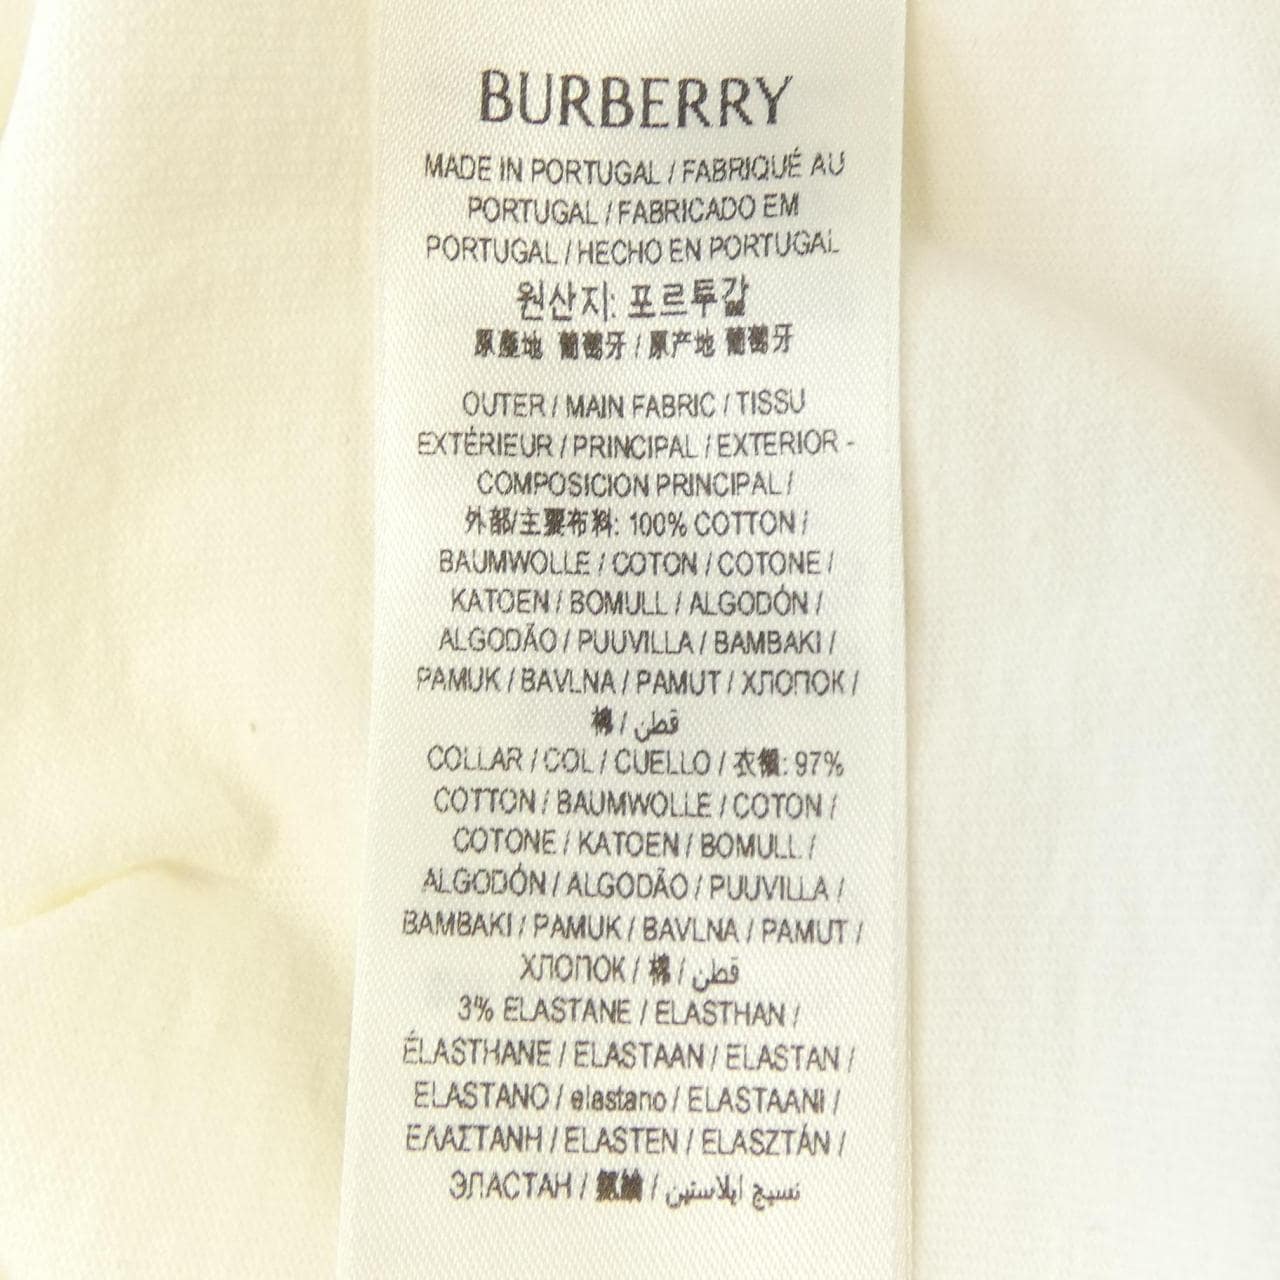 BURBERRY
MADE IN PORTUGAL / FABRIQUÉ AU
PORTUGAL / FABRICADO EM
PORTUGAL / HECHO EN PORTUGAL
원산지: 포르투갈
原產地 葡萄牙 / 原产地 葡萄牙
OUTER / MAIN FABRIC / TISSU
EXTÉRIEUR / PRINCIPAL / EXTERIOR -
COMPOSICION PRINCIPAL /
外部/主要布料: 100% COTTON /
BAUMWOLLE / COTON / COTONE /
KATOEN / BOMULL / ALGODÓN /
ALGODÃO / PUUVILLA / BAMBAKI /
PAMUK / BAVLNA / PAMUT / ХЛОПОК /
棉 / قطن
COLLAR / COL / CUELLO / 衣領: 97%
COTTON / BAUMWOLLE / COTON /
COTONE / KATOEN / BOMULL /
ALGODÓN / ALGODÃO / PUUVILLA /
BAMBAKI / PAMUK / BAVLNA / PAMUT /
ХЛОПОК / 棉 / قطن
3% ELASTANE / ELASTHAN /
ÉLASTHANE / ELASTAAN / ELASTAN /
ELASTANO / elastano / ELASTAANI /
ΕΛΑΣΤΑΝΗ / ELASTEN / ELASZTÁN /
ЭЛАСТАН / 氨綸 / نسيج ايلاستين